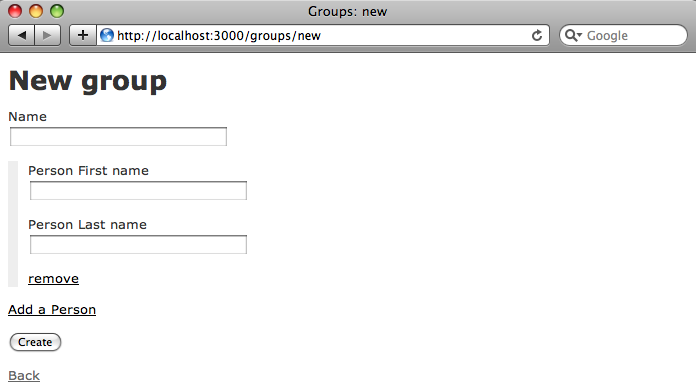 Groups: new
http://localhost:3000/groups/new
Google
New group
Name
Person First name
Person Last name
remove
Add a Person
Create
Back